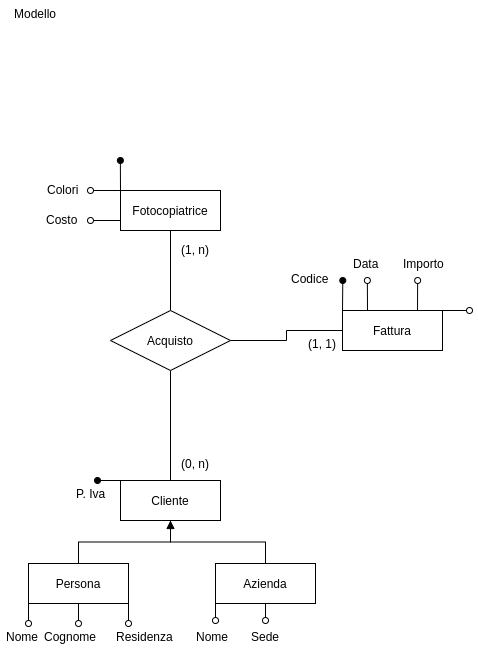 Modello
Colori
Fotocopiatrice
Costo
(1, n)
Data
Importo
Codice
Fattura
Acquisto
(1, 1)
(0, n)
P. Iva
Cliente
Persona
Azienda
Nome
Cognome
Residenza
Nome
Sede